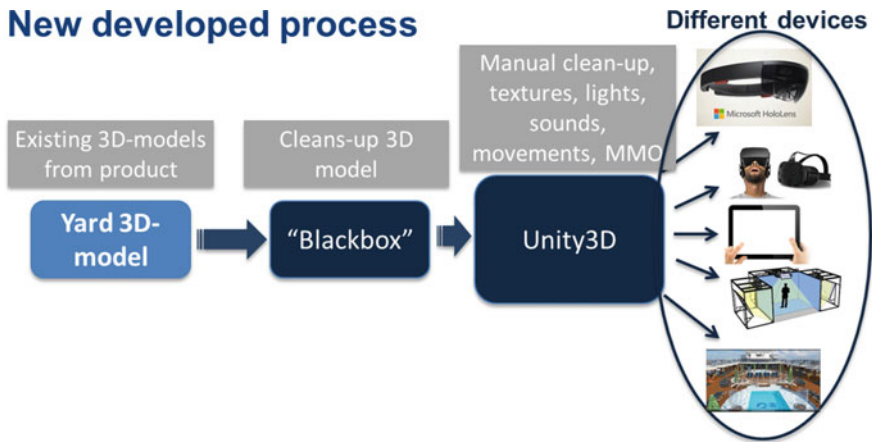 New developed process
Different devices
Manual clean-up,
textures, lights,
sounds,
movements, MMO
Microsoft HoloLens
Existing 3D-models
from product
Cleans-up 3D
model
Yard 3D-
model
“Blackbox”
Unity3D